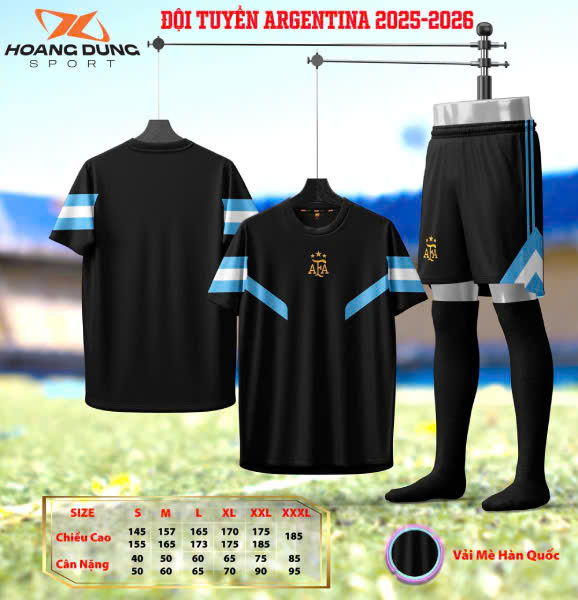 HOANG DUNG
SPORT
ĐỘI TUYỂN ARGENTINA 2025-2026
AFA
AFA
SIZE S M L XL XXL XXXL
Chiều Cao 145 157 165 170 175 185
155 165 173 175 185
Cân Nặng 40 50 60 65 75 85
50 60 65 70 90 95
Vải Mè Hàn Quốc